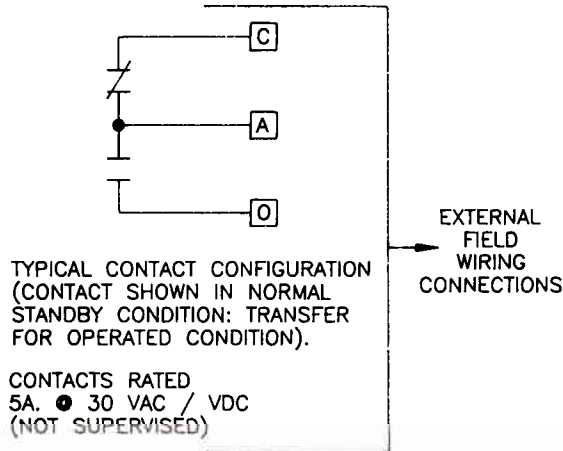 C
A
O
EXTERNAL
FIELD
WIRING
CONNECTIONS
TYPICAL CONTACT CONFIGURATION
(CONTACT SHOWN IN NORMAL
STANDBY CONDITION: TRANSFER
FOR OPERATED CONDITION).
CONTACTS RATED
5A. @ 30 VAC / VDC
(NOT SUPERVISED)